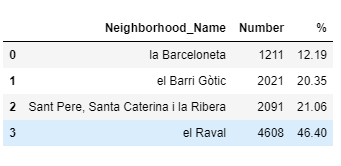 Neighborhood_Name Number %
0 la Barceloneta 1211 12.19
1 el Barri Gòtic 2021 20.35
2 Sant Pere, Santa Caterina i la Ribera 2091 21.06
3 el Raval 4608 46.40